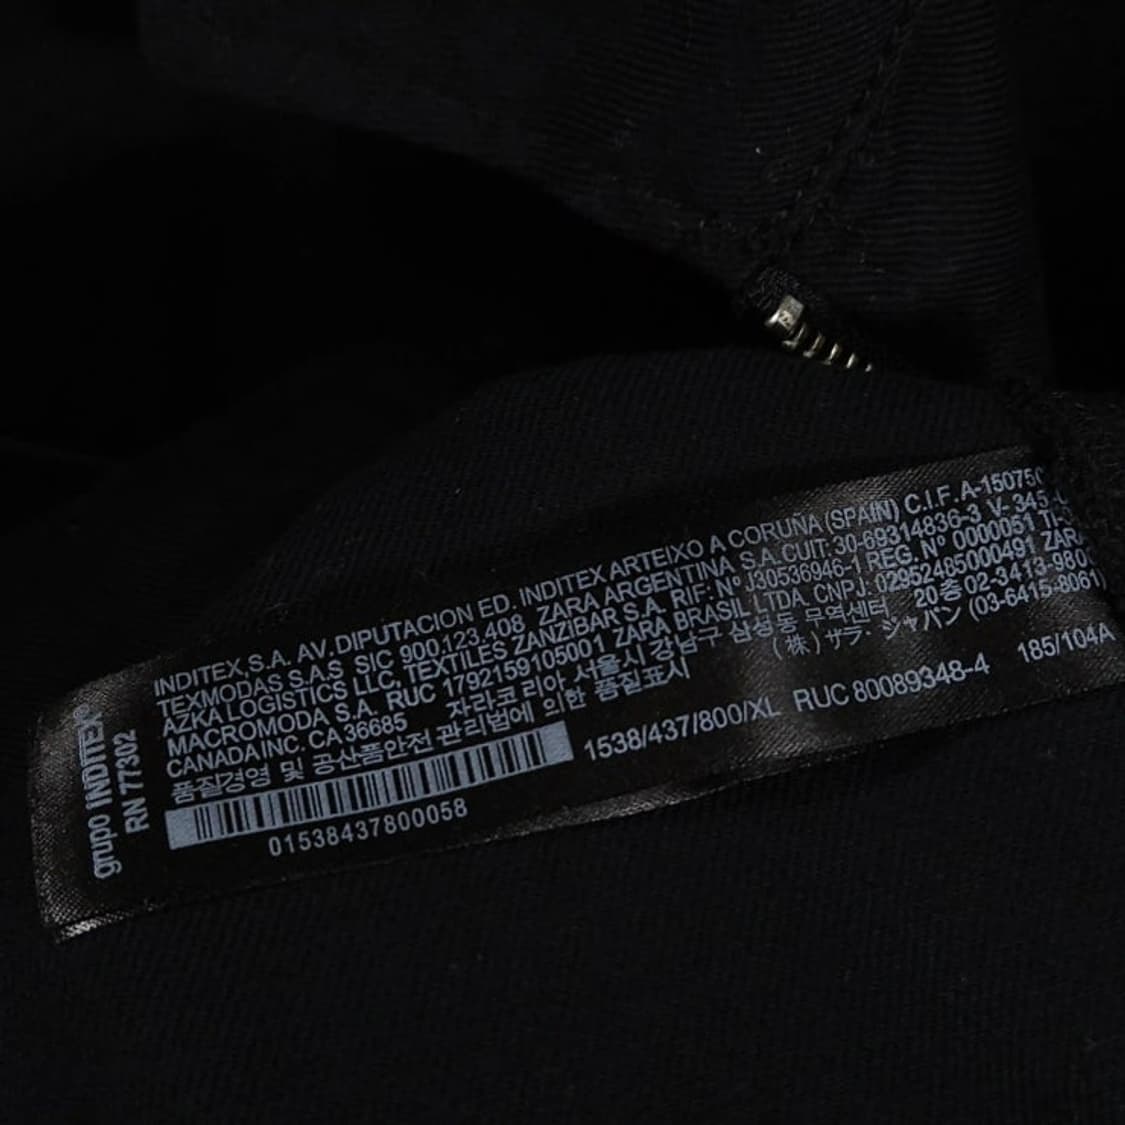 grupo INDITEX®
RN 77302
INDITEX,S.A. AV. DIPUTACION ED. INDITEX ARTEIXO A CORUÑA (SPAIN) C.I.F. A-15075
TEXMODAS S.A.S SIC 900.123.408 ZARA ARGENTINA S.A. CUIT: 30-69314836-3 V-345-
AZKA LOGISTICS LLC, TEXTILES ZANZIBAR S.A. RIF: Nº J30536946-1 REG. Nº 0000051
MACROMODA S.A. RUC 1792159105001 ZARA BRASIL LTDA. CNPJ. 02952485000491 ZARA
CANADA INC. CA 36685 자라코리아 서울시 강남구 삼성동 무역센터 20층 02-3413-980
품질경영 및 공산품안전 관리법에 의한 품질표시 (株) ザラ・ジャパン (03-6415-8061)
01538437800058
1538/437/800/XL RUC 80089348-4 185/104A